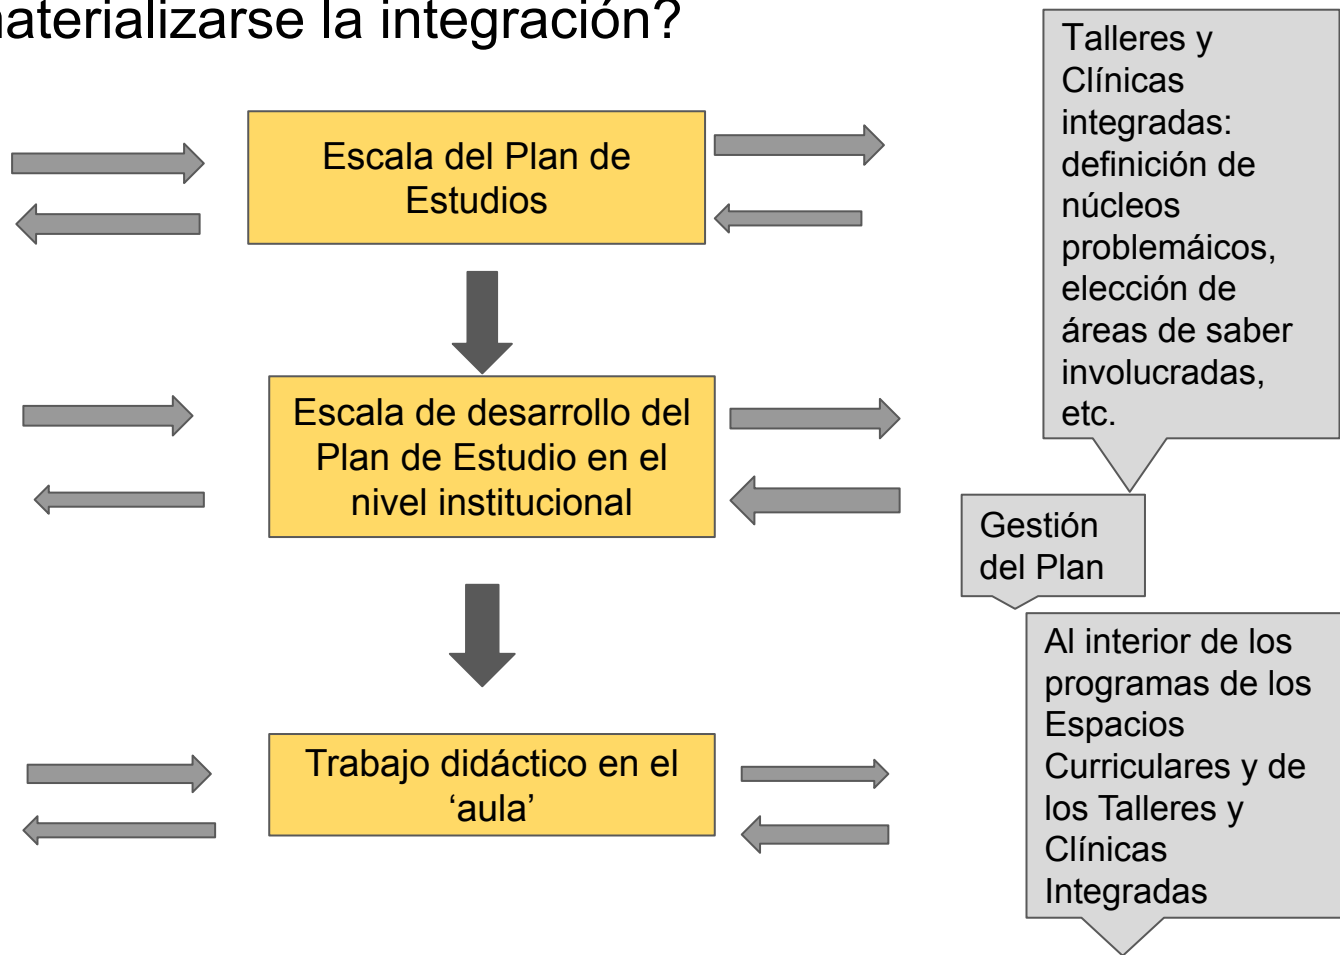 materializarse la integración?
Escala del Plan de
Estudios
Escala de desarrollo del
Plan de Estudio en el
nivel institucional
Trabajo didáctico en el
‘aula’
Talleres y
Clínicas
integradas:
definición de
núcleos
problemáicos,
elección de
áreas de saber
involucradas,
etc.
Gestión
del Plan
Al interior de los
programas de los
Espacios
Curriculares y de
los Talleres y
Clínicas
Integradas